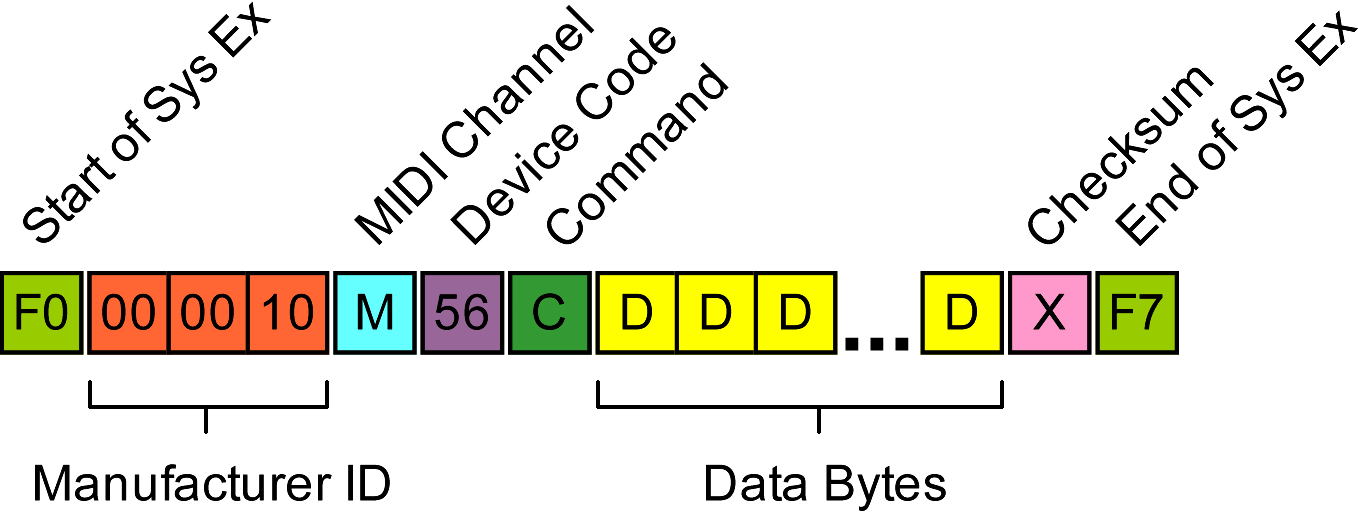 Start of Sys Ex
MIDI Channel
Device Code
Command
Checksum
End of Sys Ex
F0 00 00 10 M 56 C D D D ... D X F7
Manufacturer ID
Data Bytes